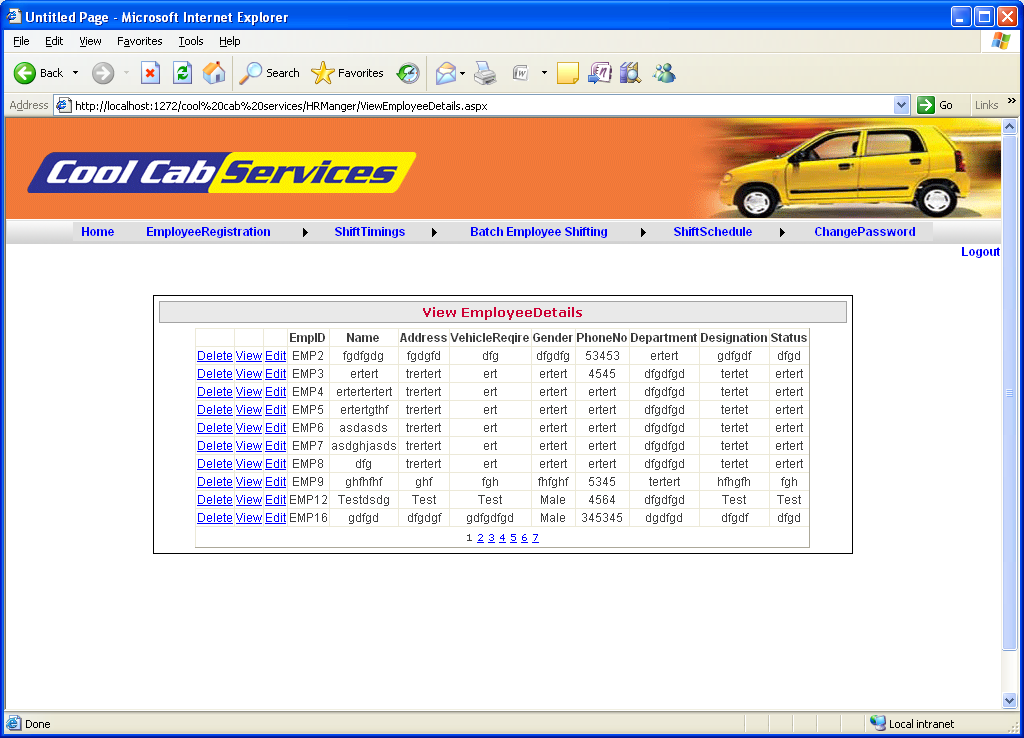 Untitled Page - Microsoft Internet Explorer
File Edit View Favorites Tools Help
Back Search Favorites
Address http://localhost:1272/cool%20cab%20services/HRManger/ViewEmployeeDetails.aspx Go Links »
Cool Cab Services
Home EmployeeRegistration ShiftTimings Batch Employee Shifting ShiftSchedule ChangePassword
Logout
View EmployeeDetails
EmpID Name Address VehicleReqire Gender PhoneNo Department Designation Status
Delete View Edit EMP2 fgdfgdg fgdgfd dfg dfgdfg 53453 ertert gdfgdf dfgd
Delete View Edit EMP3 ertert trertert ert ertert 4545 dfgdfgd tertet ertert
Delete View Edit EMP4 ertertertert trertert ert ertert ertert dfgdfgd tertet ertert
Delete View Edit EMP5 ertertgthf trertert ert ertert ertert dfgdfgd tertet ertert
Delete View Edit EMP6 asdasds trertert ert ertert ertert dfgdfgd tertet ertert
Delete View Edit EMP7 asdghjasds trertert ert ertert ertert dfgdfgd tertet ertert
Delete View Edit EMP8 dfg trertert ert ertert ertert dfgdfgd tertet ertert
Delete View Edit EMP9 ghfhfhf ghf fgh fhfghf 5345 tertert hfhgfh fgh
Delete View Edit EMP12 Testdsdg Test Test Male 4564 dfgdfgd Test Test
Delete View Edit EMP16 gdfgd dfgdgf gdfgdfgd Male 345345 dgdfgd dfgdf dfgd
1 2 3 4 5 6 7
Done Local intranet